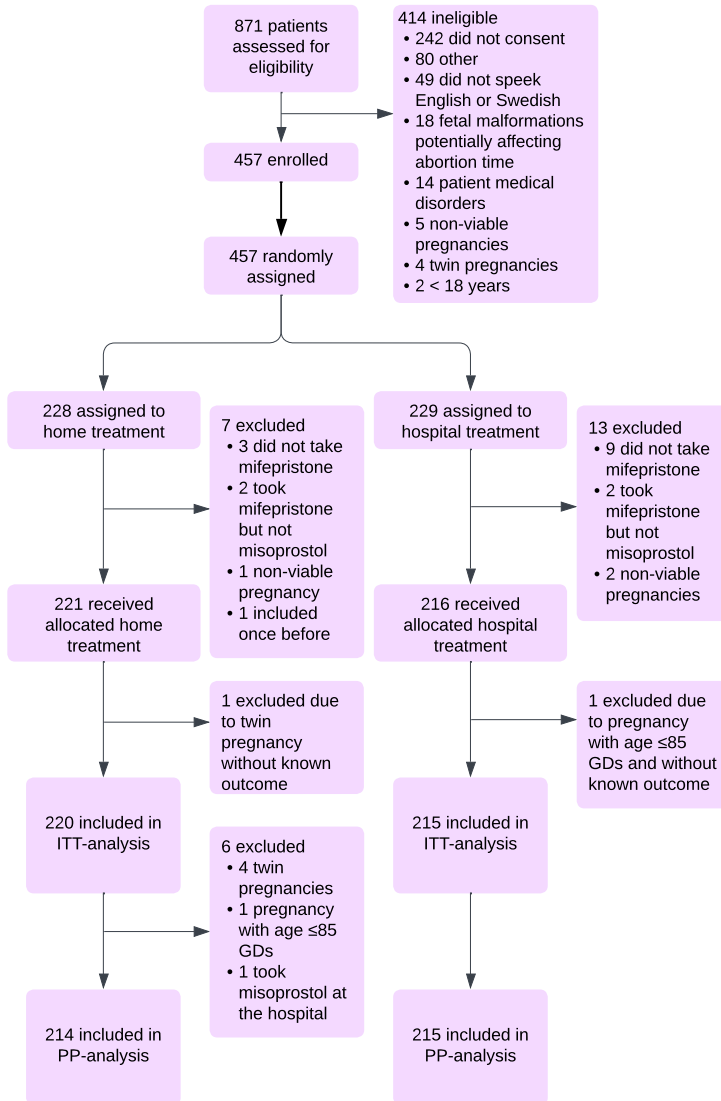 871 patients
assessed for
eligibility
414 ineligible
• 242 did not consent
• 80 other
• 49 did not speek
English or Swedish
• 18 fetal malformations
potentially affecting
abortion time
• 14 patient medical
disorders
• 5 non-viable
pregnancies
• 4 twin pregnancies
• 2 < 18 years
457 enrolled
457 randomly
assigned
228 assigned to
home treatment
7 excluded
• 3 did not take
mifepristone
• 2 took
mifepristone
but not
misoprostol
• 1 non-viable
pregnancy
• 1 included
once before
229 assigned to
hospital treatment
13 excluded
• 9 did not take
mifepristone
• 2 took
mifepristone
but not
misoprostol
• 2 non-viable
pregnancies
221 received
allocated home
treatment
216 received
allocated hospital
treatment
1 excluded due
to twin
pregnancy
without known
outcome
1 excluded due
to pregnancy
with age ≤85
GDs and without
known outcome
220 included in
ITT-analysis
215 included in
ITT-analysis
6 excluded
• 4 twin
pregnancies
• 1 pregnancy
with age ≤85
GDs
• 1 took
misoprostol at
the hospital
214 included in
PP-analysis
215 included in
PP-analysis